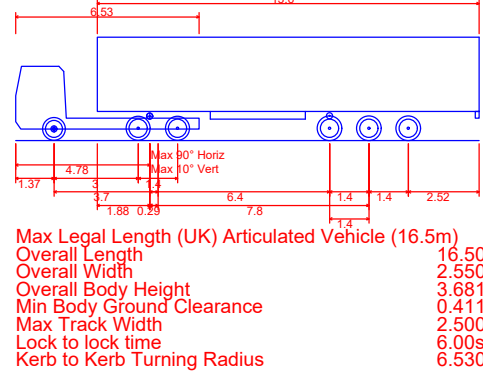 6.53
Max 90° Horiz
4.78
Max 10° Vert
1.37
3
1.4
3.7
6.4
1.4
1.4
2.52
1.88
0.29
7.8
1.4
Max Legal Length (UK) Articulated Vehicle (16.5m)
Overall Length 16.50
Overall Width 2.550
Overall Body Height 3.681
Min Body Ground Clearance 0.411
Max Track Width 2.500
Lock to lock time 6.00s
Kerb to Kerb Turning Radius 6.530